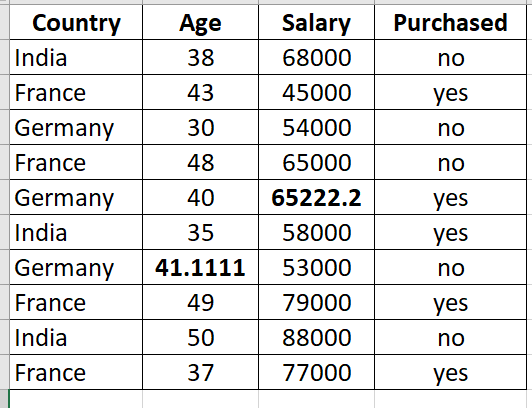 Country Age Salary Purchased
India 38 68000 no
France 43 45000 yes
Germany 30 54000 no
France 48 65000 no
Germany 40 65222.2 yes
India 35 58000 yes
Germany 41.1111 53000 no
France 49 79000 yes
India 50 88000 no
France 37 77000 yes